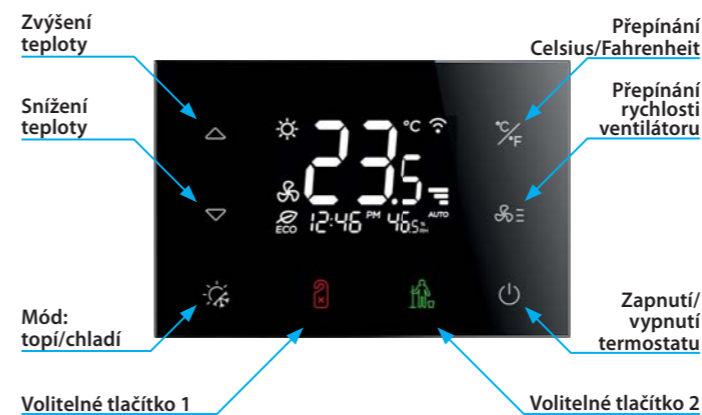 Zvýšení
teploty
Přepínání
Celsius/Fahrenheit
Snížení
teploty
Přepínání
rychlosti
ventilátoru
°C
23.5
°C/°F
ECO
12:46 PM
46.5%
RH
AUTO
Mód:
topí/chladí
Zapnutí/
vypnutí
termostatu
Volitelné tlačítko 1
Volitelné tlačítko 2